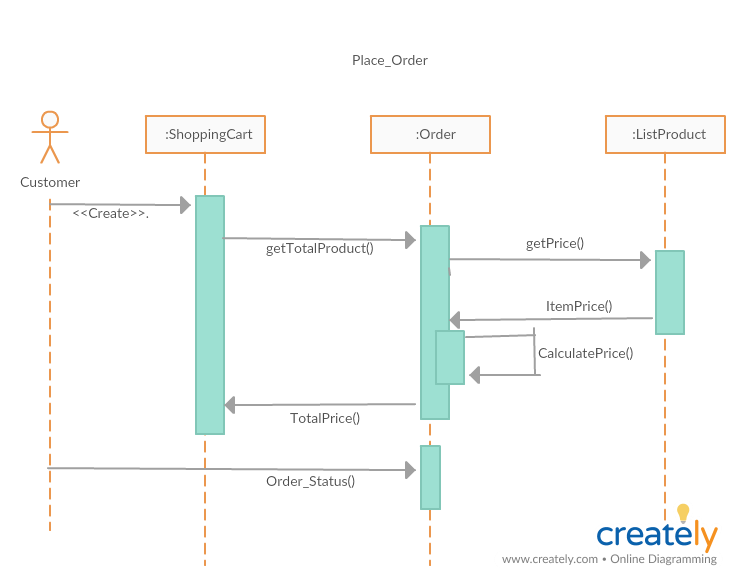 Place_Order
:ShoppingCart
:Order
:ListProduct
Customer
<<Create>>.
getTotalProduct()
getPrice()
ItemPrice()
CalculatePrice()
TotalPrice()
Order_Status()
creately
www.creately.com • Online Diagramming